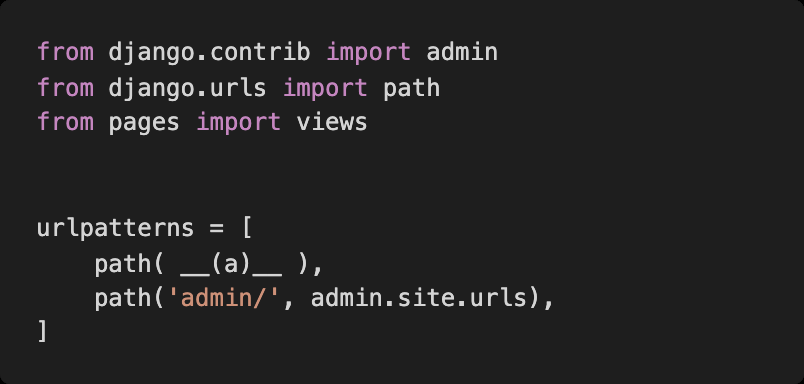 from django.contrib import admin
from django.urls import path
from pages import views
urlpatterns = [
    path( __(a)__ ),
    path('admin/', admin.site.urls),
]